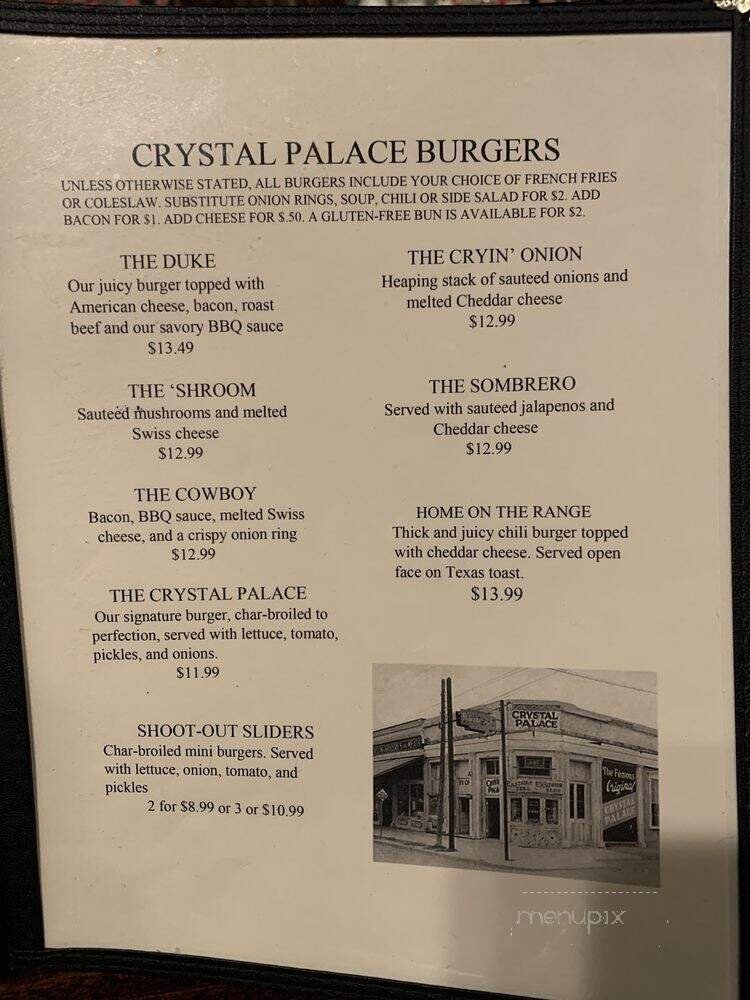 CRYSTAL PALACE BURGERS
UNLESS OTHERWISE STATED, ALL BURGERS INCLUDE YOUR CHOICE OF FRENCH FRIES
OR COLESLAW. SUBSTITUTE ONION RINGS, SOUP, CHILI OR SIDE SALAD FOR $2. ADD
BACON FOR $1. ADD CHEESE FOR $.50. A GLUTEN-FREE BUN IS AVAILABLE FOR $2.
THE DUKE
Our juicy burger topped with
American cheese, bacon, roast
beef and our savory BBQ sauce
$13.49
THE ‘SHROOM
Sauteed mushrooms and melted
Swiss cheese
$12.99
THE COWBOY
Bacon, BBQ sauce, melted Swiss
cheese, and a crispy onion ring
$12.99
THE CRYSTAL PALACE
Our signature burger, char-broiled to
perfection, served with lettuce, tomato,
pickles, and onions.
$11.99
SHOOT-OUT SLIDERS
Char-broiled mini burgers. Served
with lettuce, onion, tomato, and
pickles
2 for $8.99 or 3 or $10.99
THE CRYIN’ ONION
Heaping stack of sauteed onions and
melted Cheddar cheese
$12.99
THE SOMBRERO
Served with sauteed jalapenos and
Cheddar cheese
$12.99
HOME ON THE RANGE
Thick and juicy chili burger topped
with cheddar cheese. Served open
face on Texas toast.
$13.99
CRYSTAL
PALACE
The Famous
Original
CRYSTAL
PALACE
menupix